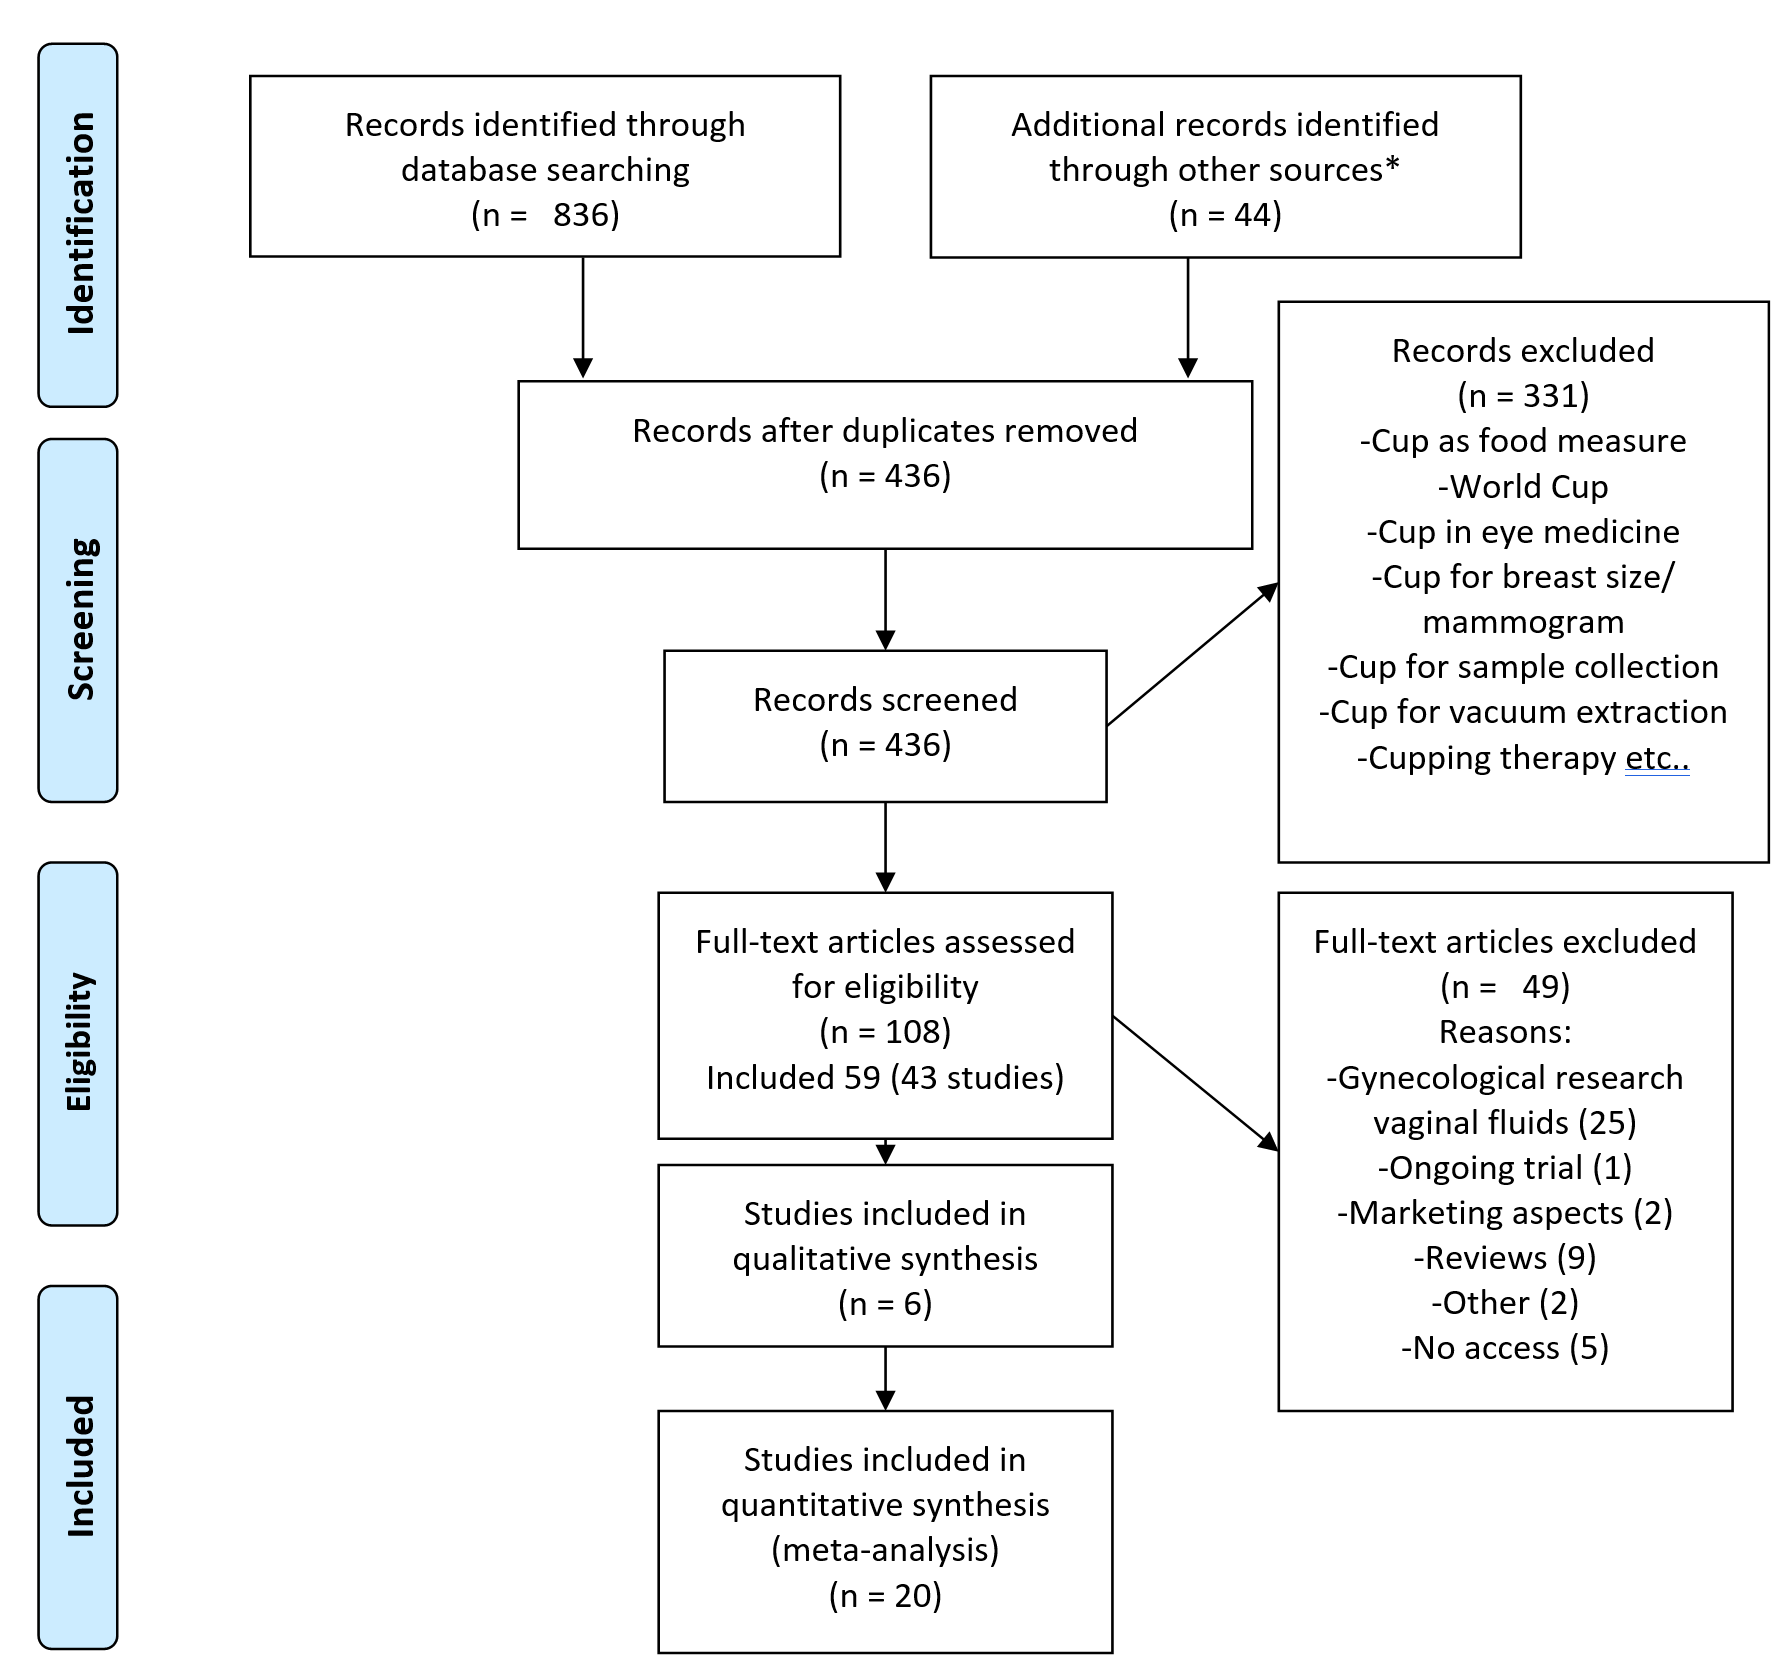 Identification
Records identified through
database searching
(n =   836)
Additional records identified
through other sources*
(n = 44)
Records after duplicates removed
(n = 436)
Records excluded
(n = 331)
-Cup as food measure
-World Cup
-Cup in eye medicine
-Cup for breast size/
mammogram
-Cup for sample collection
-Cup for vacuum extraction
-Cupping therapy etc..
Screening
Records screened
(n = 436)
Eligibility
Full-text articles assessed
for eligibility
(n = 108)
Included 59 (43 studies)
Full-text articles excluded
(n =   49)
Reasons:
-Gynecological research
vaginal fluids (25)
-Ongoing trial (1)
-Marketing aspects (2)
-Reviews (9)
-Other (2)
-No access (5)
Studies included in
qualitative synthesis
(n = 6)
Included
Studies included in
quantitative synthesis
(meta-analysis)
(n = 20)